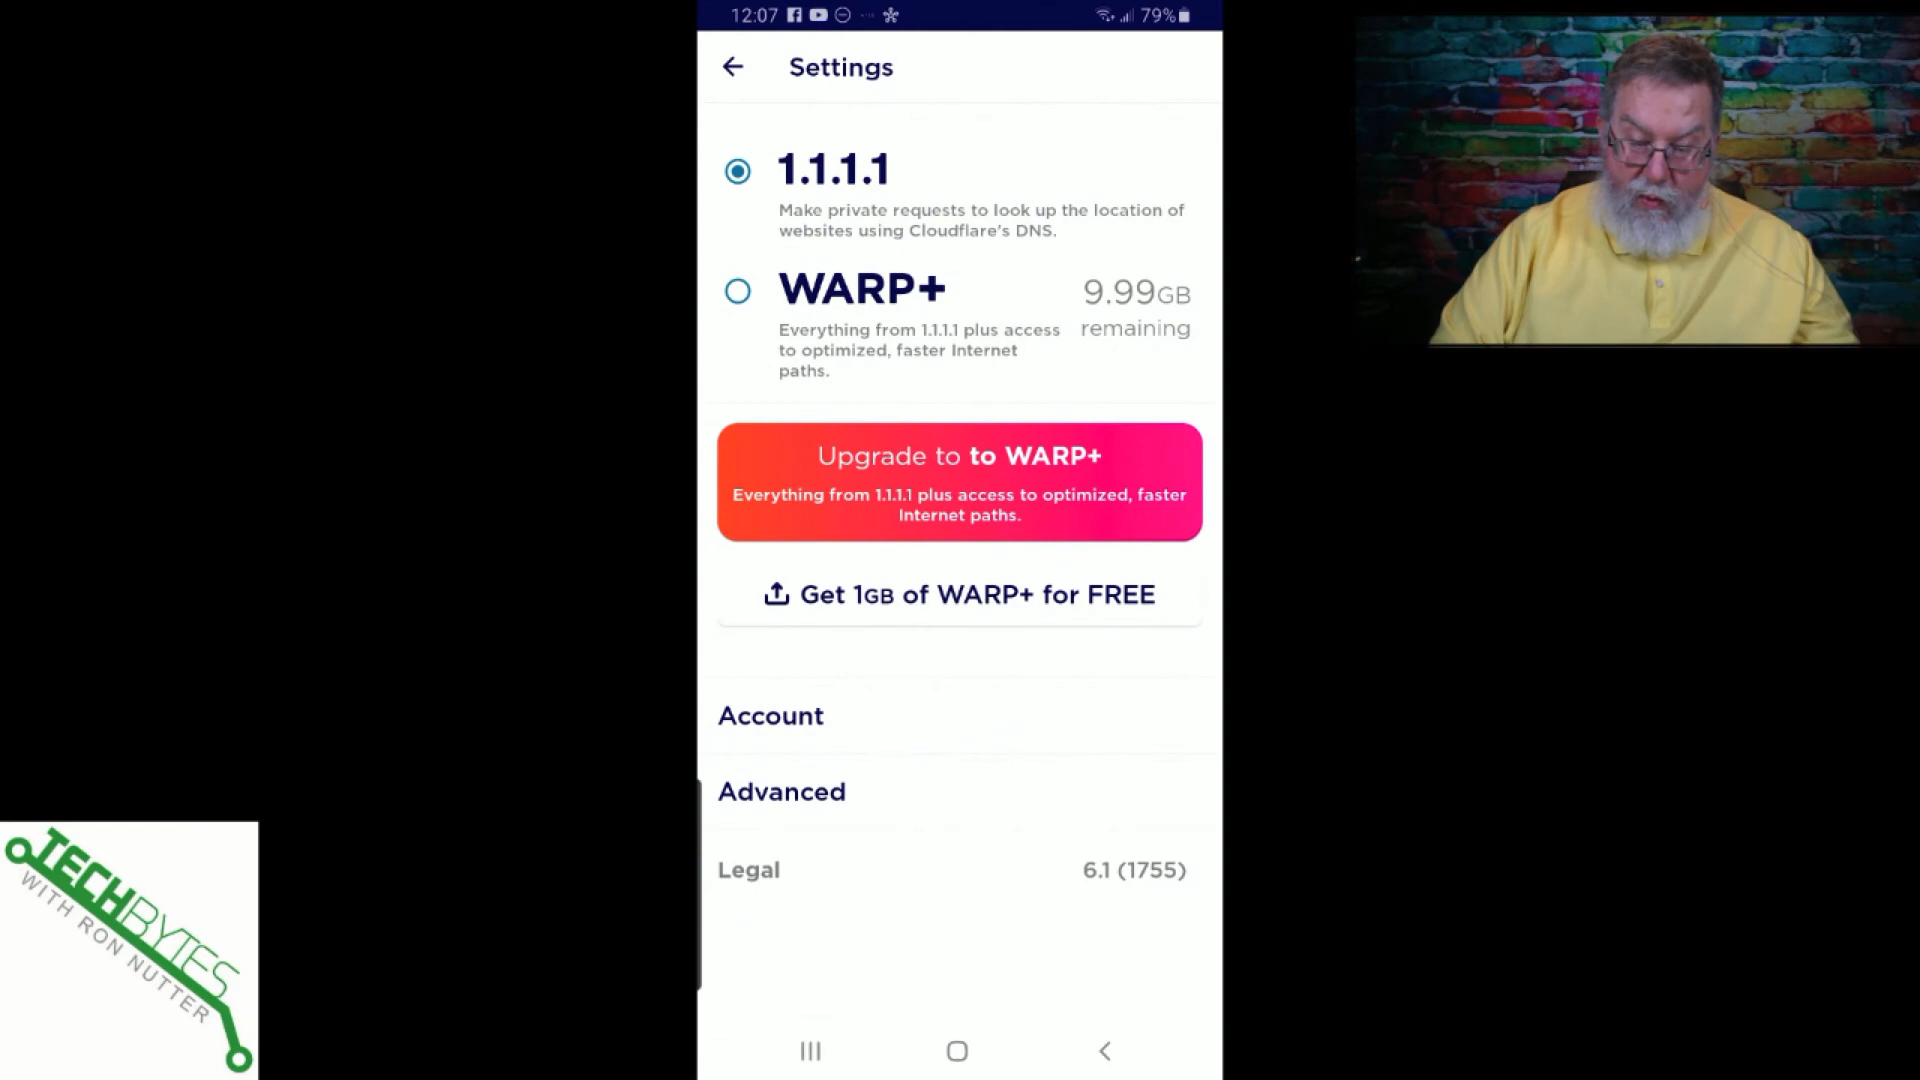 12:07
79%
Settings
1.1.1.1
Make private requests to look up the location of
websites using Cloudflare's DNS.
WARP+
9.99GB
remaining
Everything from 1.1.1.1 plus access
to optimized, faster Internet
paths.
Upgrade to to WARP+
Everything from 1.1.1.1 plus access to optimized, faster
Internet paths.
Get 1GB of WARP+ for FREE
Account
Advanced
Legal
6.1 (1755)
TECHBYTES
WITH RON NUTTER